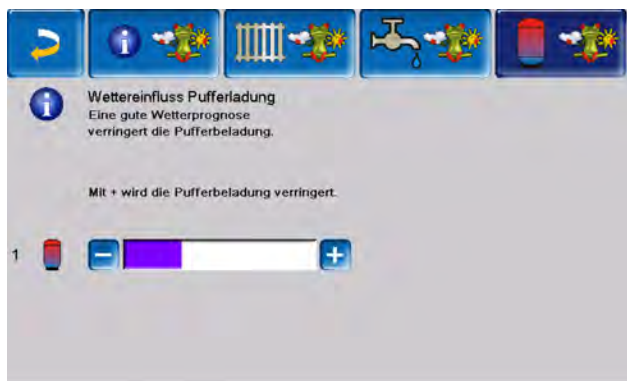 Wettereinfluss Pufferladung
Eine gute Wetterprognose
verringert die Pufferbeladung.
Mit + wird die Pufferbeladung verringert.
1